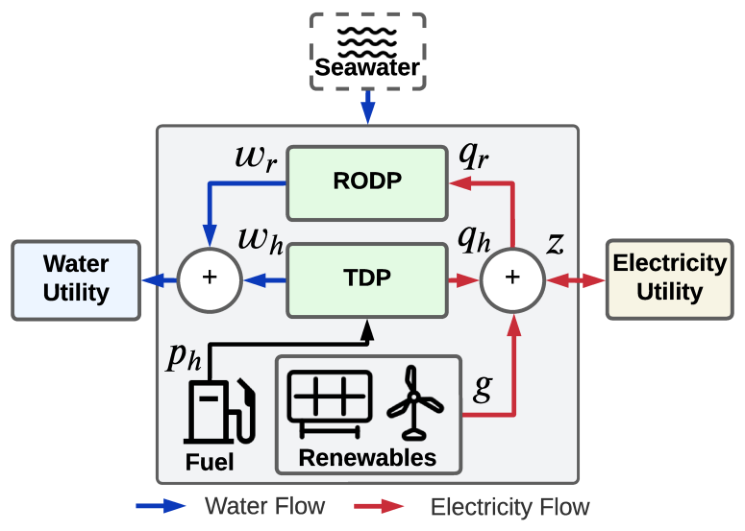 Seawater
w_r
RODP
q_r
w_h
TDP
q_h
z
+
+
Water
Utility
Electricity
Utility
p_h
g
Fuel
Renewables
Water Flow
Electricity Flow